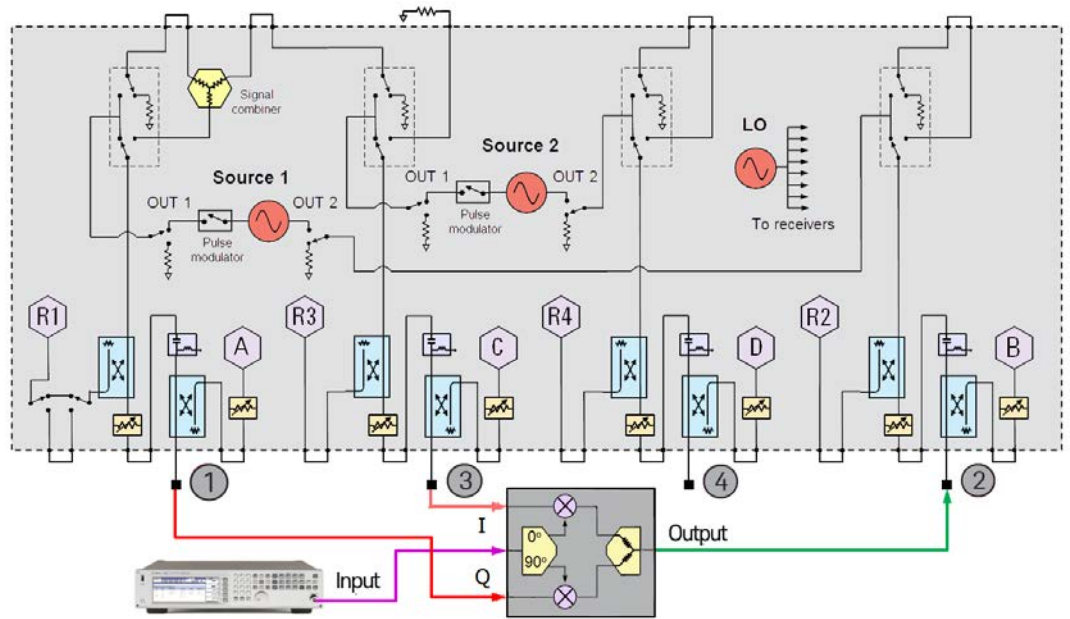 Signal
combiner
Source 1
Source 2
LO
OUT 1
OUT 2
OUT 1
OUT 2
Pulse
modulator
Pulse
modulator
To receivers
R1
A
R3
C
R4
D
R2
B
1
3
4
2
I
0°
90°
Output
Input
Q